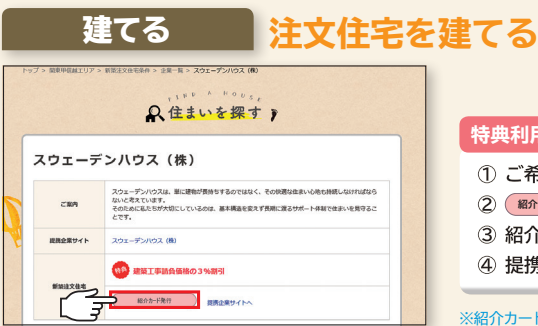 建てる
注文住宅を建てる
トップ > 関東甲信越エリア > 新築注文住宅条件 > 企業一覧 > スウェーデンハウス（株）
FIND A HOUSE
住まいを探す
スウェーデンハウス（株）
ご案内
スウェーデンハウスは、単に建物が長持ちするのではなく、その快適な住まい心地も持続しなければなら
ないと考えています。
そのために私たちが大切にしているのは、基本構造を変えず長期に渡るサポート体制で住まいを見守るこ
とです。
提携企業サイト
スウェーデンハウス（株）
新築注文住宅
特典 建築工事請負価格の3％割引
紹介カード発行
提携企業サイトへ
特典利用
① ご希
② 紹介
③ 紹介
④ 提携
※紹介カード